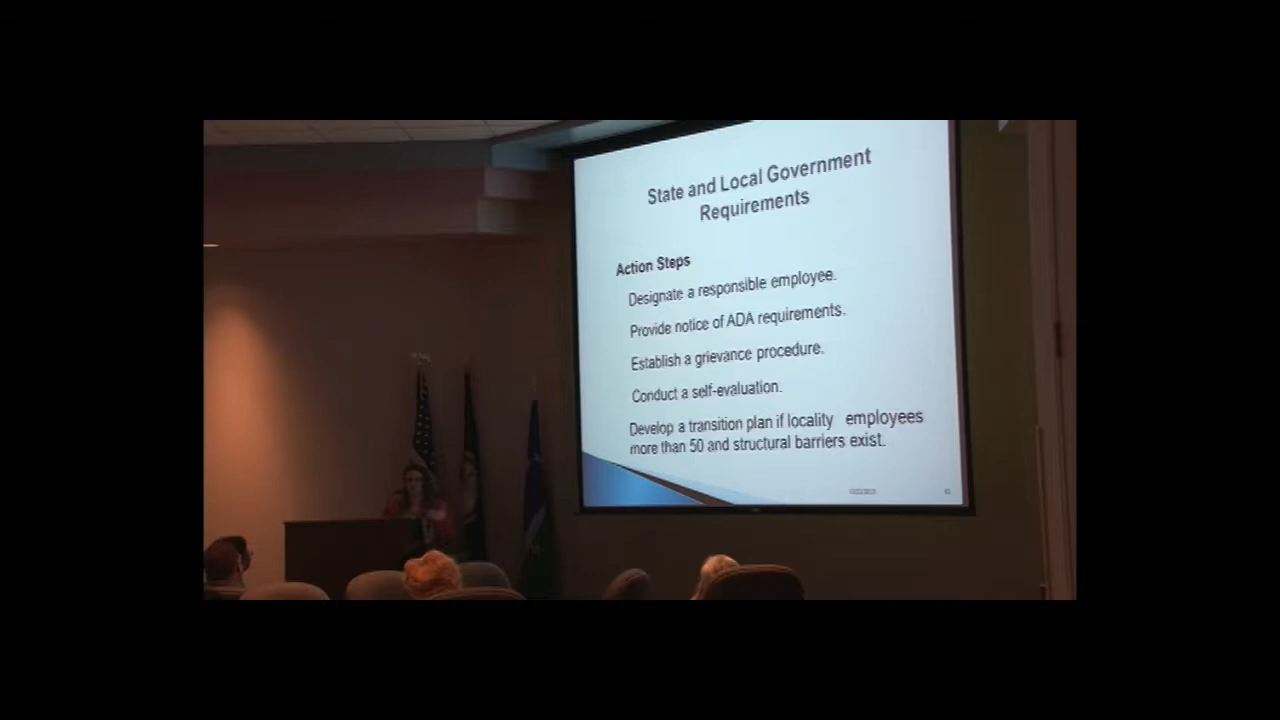 State and Local Government
Requirements
Action Steps
Designate a responsible employee.
Provide notice of ADA requirements.
Establish a grievance procedure.
Conduct a self-evaluation.
Develop a transition plan if locality employees
more than 50 and structural barriers exist.